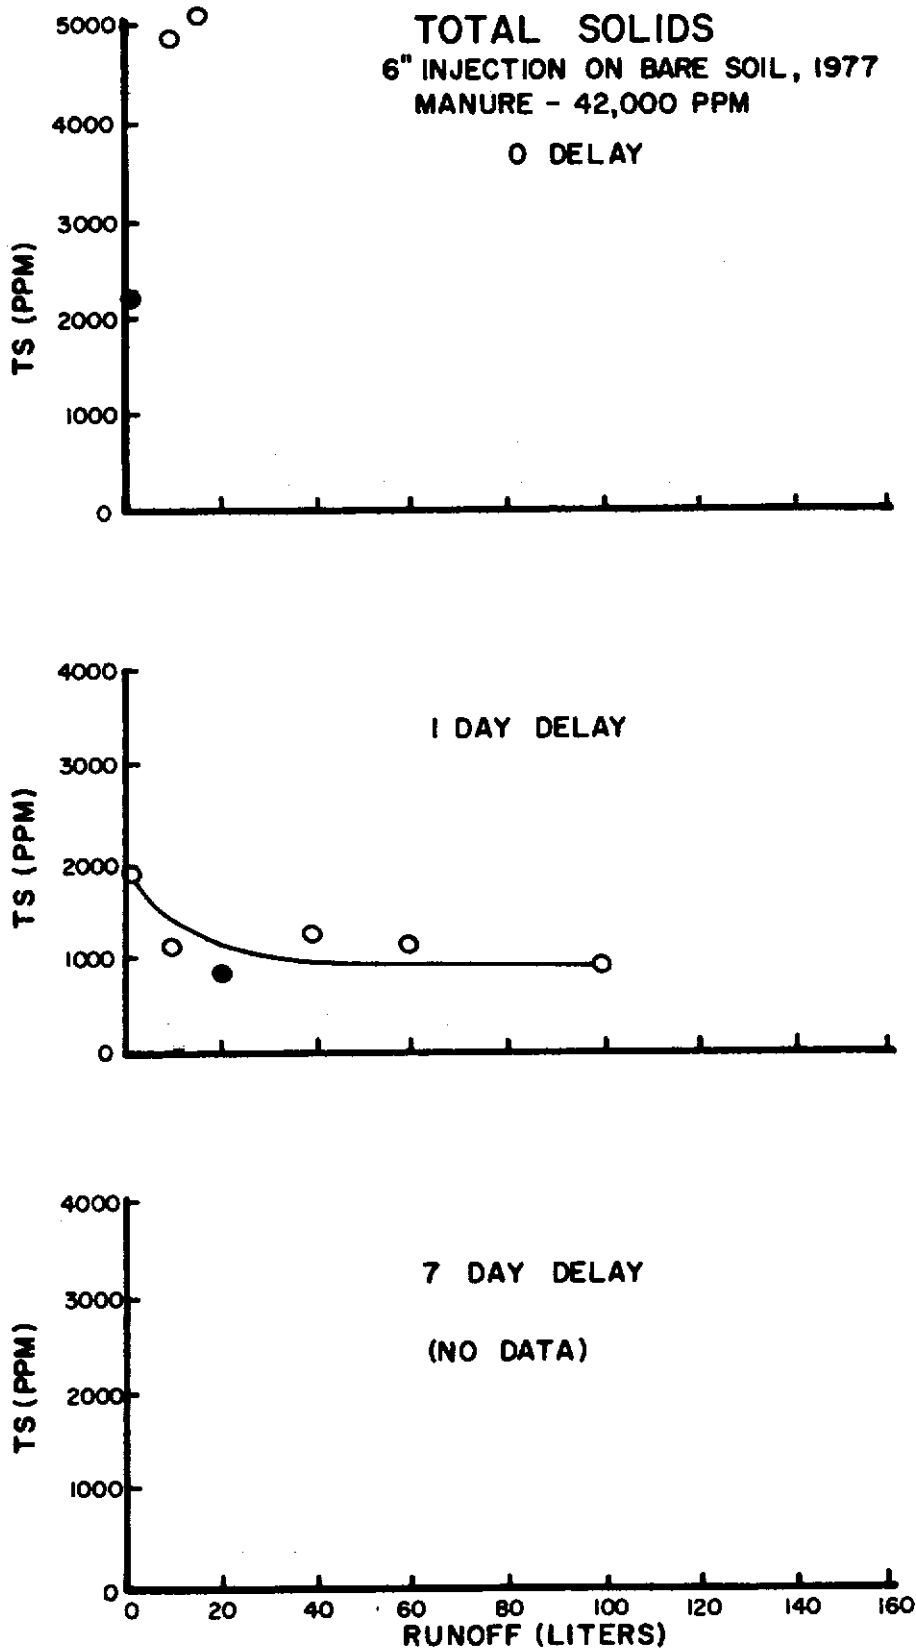 TOTAL SOLIDS
6" INJECTION ON BARE SOIL, 1977
MANURE - 42,000 PPM
0 DELAY
5000
4000
3000
2000
1000
0
TS (PPM)
1 DAY DELAY
4000
3000
2000
1000
0
TS (PPM)
7 DAY DELAY
(NO DATA)
4000
3000
2000
1000
0
TS (PPM)
0 20 40 60 80 100 120 140 160
RUNOFF (LITERS)